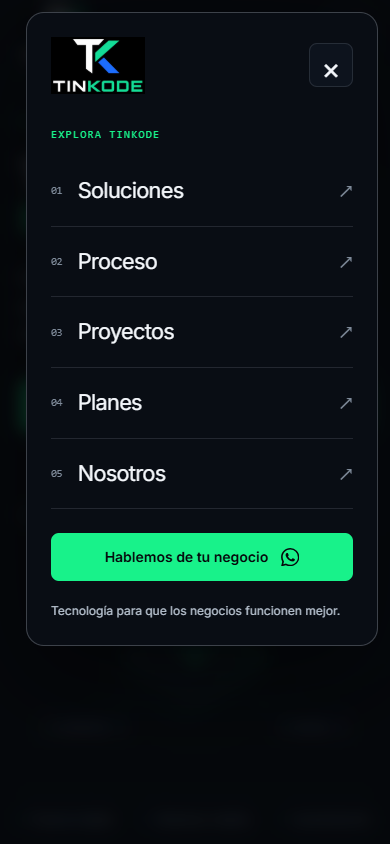 TINKODE
×
EXPLORA TINKODE
01 Soluciones ↗
02 Proceso ↗
03 Proyectos ↗
04 Planes ↗
05 Nosotros ↗
Hablemos de tu negocio
Tecnología para que los negocios funcionen mejor.